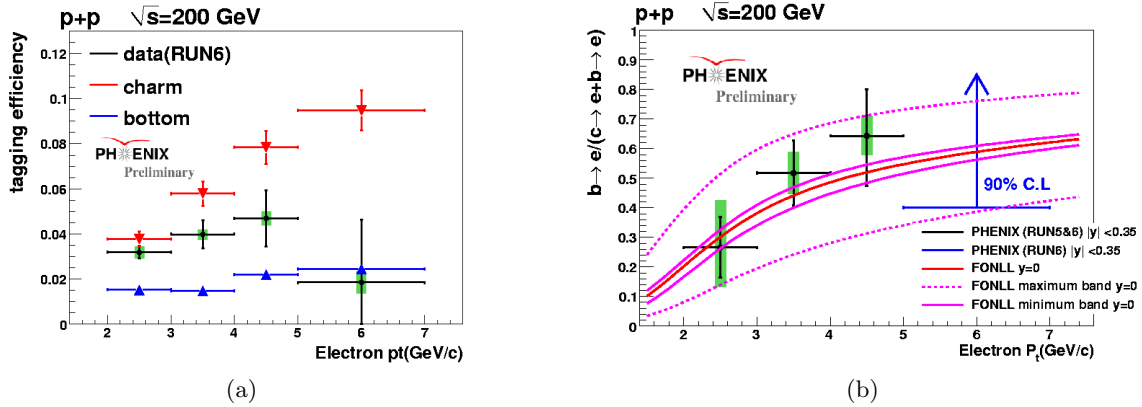 p+p √s=200 GeV
tagging efficiency
0.12
0.1
0.08
0.06
0.04
0.02
0
data(RUN6)
charm
bottom
PHENIX
Preliminary
2 3 4 5 6 7
Electron pt(GeV/c)
(a)
p+p √s=200 GeV
b→e/(c→e+b→e)
1
0.9
0.8
0.7
0.6
0.5
0.4
0.3
0.2
0.1
0
PHENIX
Preliminary
90% C.L
PHENIX (RUN5&6) |y| <0.35
PHENIX (RUN6) |y| <0.35
FONLL y=0
FONLL maximum band y=0
FONLL minimum band y=0
2 3 4 5 6 7
Electron Pt(GeV/c)
(b)